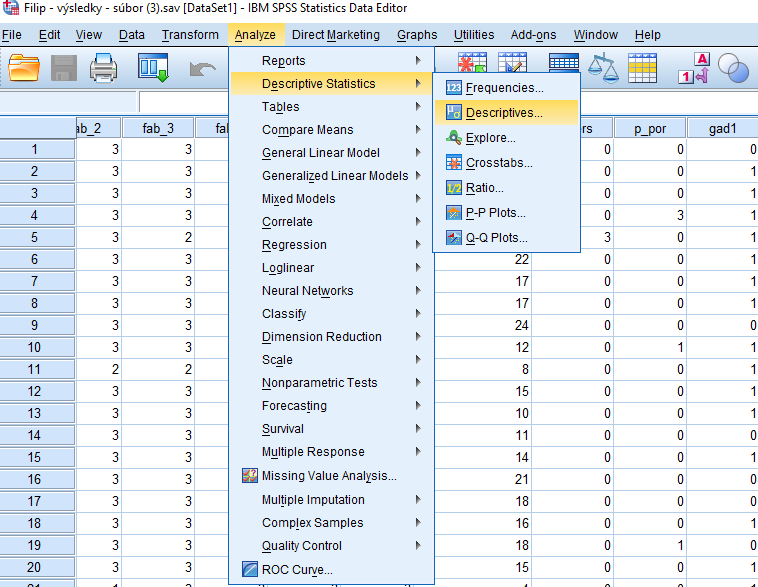 Filip - výsledky - súbor (3).sav [DataSet1] - IBM SPSS Statistics Data Editor
File Edit View Data Transform Analyze Direct Marketing Graphs Utilities Add-ons Window Help
Reports
Descriptive Statistics
Tables
Compare Means
General Linear Model
Generalized Linear Models
Mixed Models
Correlate
Regression
Loglinear
Neural Networks
Classify
Dimension Reduction
Scale
Nonparametric Tests
Forecasting
Survival
Multiple Response
Missing Value Analysis...
Multiple Imputation
Complex Samples
Quality Control
ROC Curve...
123 Frequencies...
Descriptives...
Explore...
Crosstabs...
1/2 Ratio...
P-P Plots...
Q-Q Plots...
ab_2 fab_3 fal ers p_por gad1
1 3 3 0 0 0
2 3 3 0 0 1
3 3 3 0 0 1
4 3 3 0 3 1
5 3 2 3 0 1
6 3 3 22 0 0 1
7 3 3 17 0 0 1
8 3 3 17 0 0 1
9 3 3 24 0 0 0
10 3 3 12 0 1 1
11 2 2 8 0 0 1
12 3 3 15 0 0 1
13 3 3 10 0 0 1
14 3 3 11 0 0 0
15 3 3 14 0 0 1
16 3 3 21 0 0 0
17 3 3 18 0 0 0
18 3 3 16 0 0 1
19 3 3 18 0 1 0
20 3 3 15 0 0 1